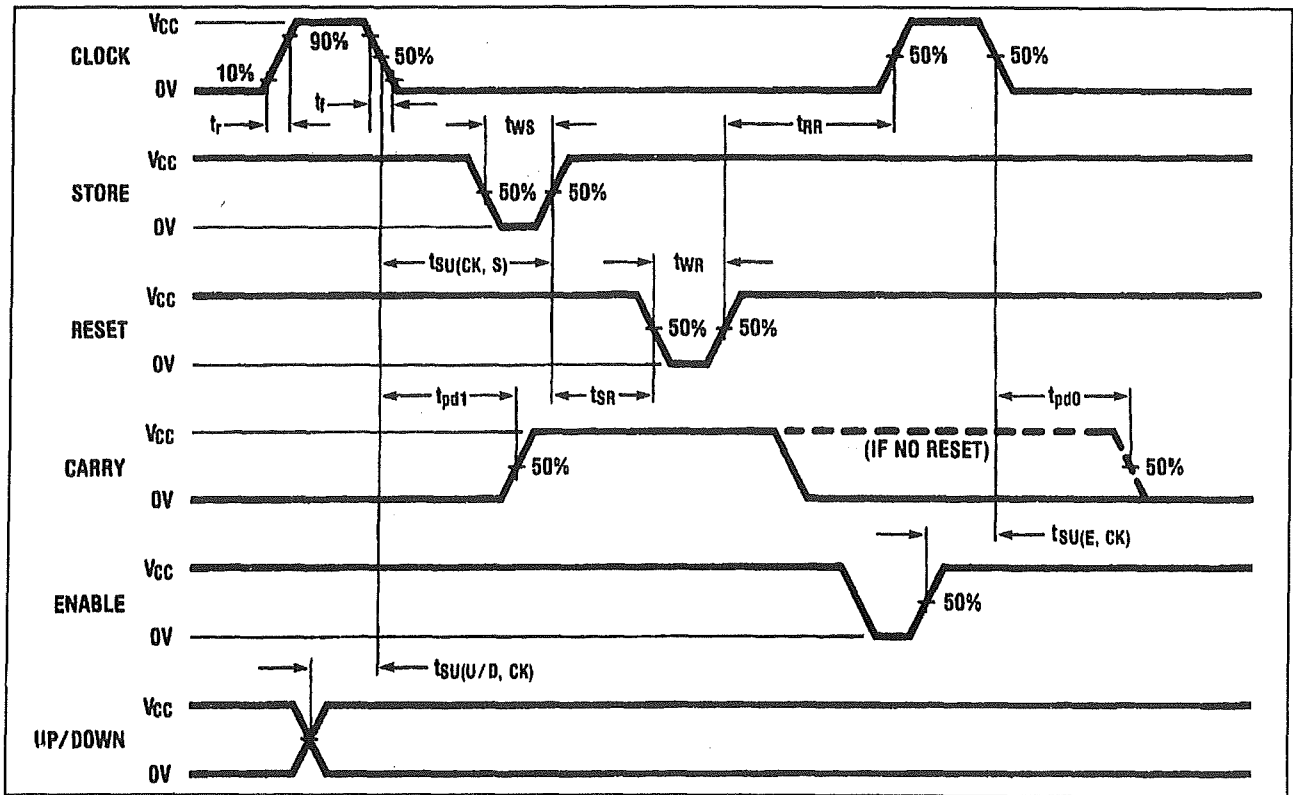 VCC
CLOCK
10%
90%
50%
50%
50%
0V
tr
tf
tWS
tRR
VCC
STORE
50%
50%
0V
tSU(CK, S)
tWR
VCC
RESET
50%
50%
0V
tpd1
tSR
tpd0
VCC
(IF NO RESET)
CARRY
50%
50%
0V
tSU(E, CK)
VCC
ENABLE
50%
0V
tSU(U/D, CK)
VCC
UP/DOWN
0V